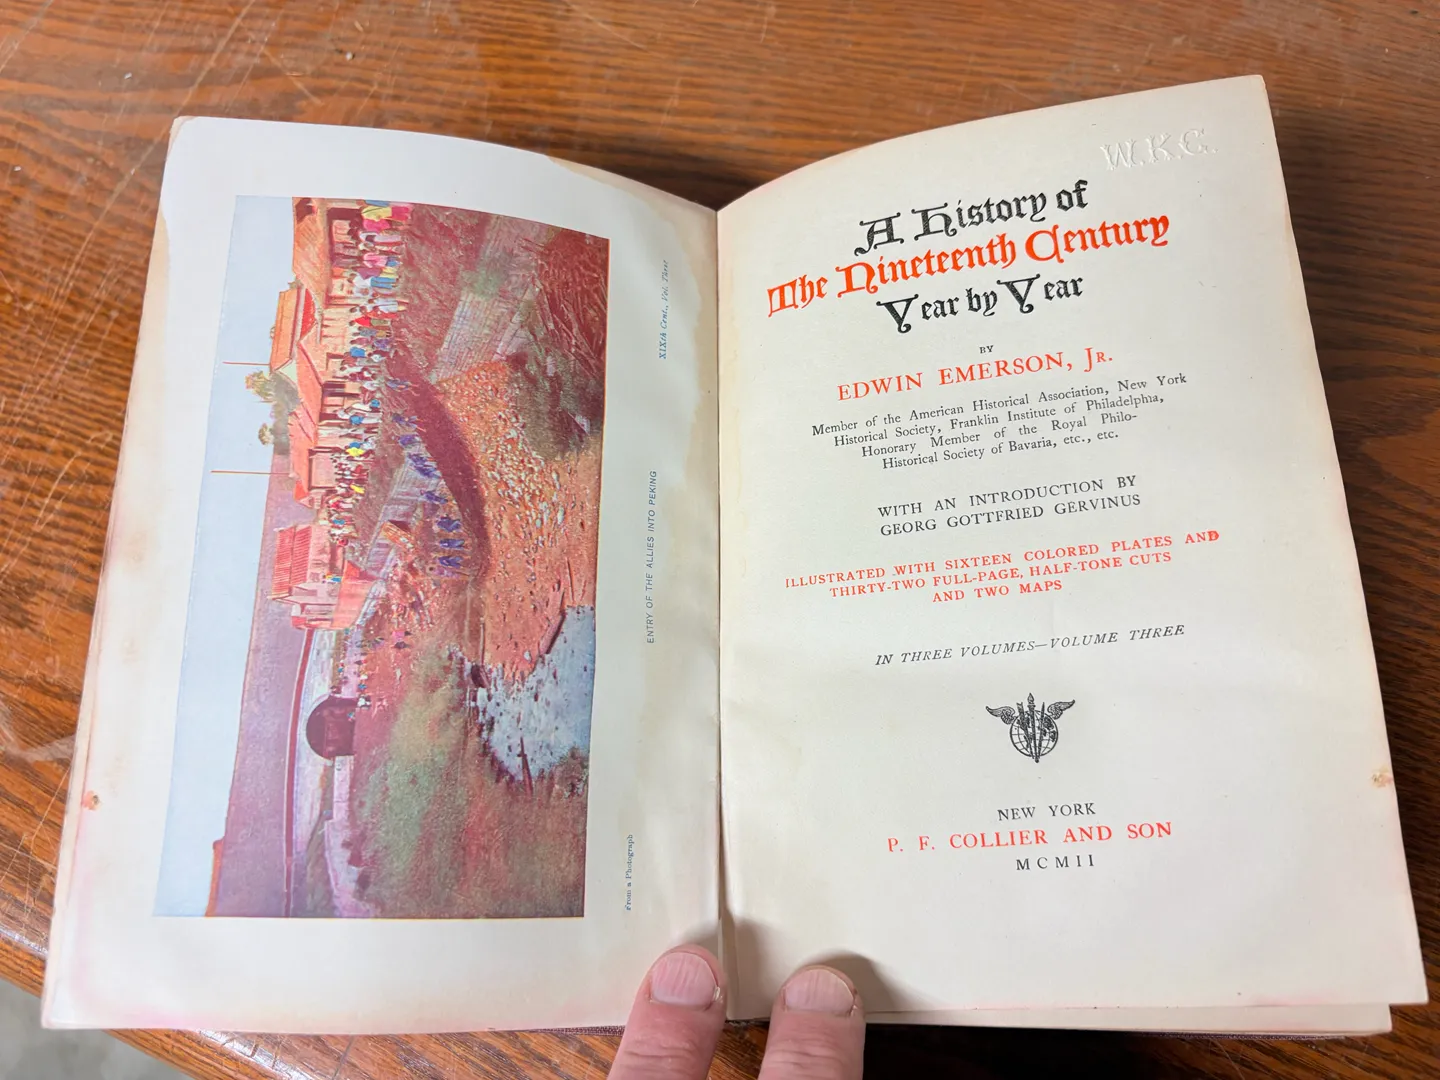 XIXth Cent., Vol. Three
ENTRY OF THE ALLIES INTO PEKING
From a Photograph
W.K.G.
A History of
The Nineteenth Century
Year by Year
BY
EDWIN EMERSON, Jr.
Member of the American Historical Association, New York
Historical Society, Franklin Institute of Philadelphia,
Honorary Member of the Royal Philo-
Historical Society of Bavaria, etc., etc.
WITH AN INTRODUCTION BY
GEORG GOTTFRIED GERVINUS
ILLUSTRATED WITH SIXTEEN COLORED PLATES AND
THIRTY-TWO FULL-PAGE, HALF-TONE CUTS
AND TWO MAPS
IN THREE VOLUMES—VOLUME THREE
NEW YORK
P. F. COLLIER AND SON
MCMII